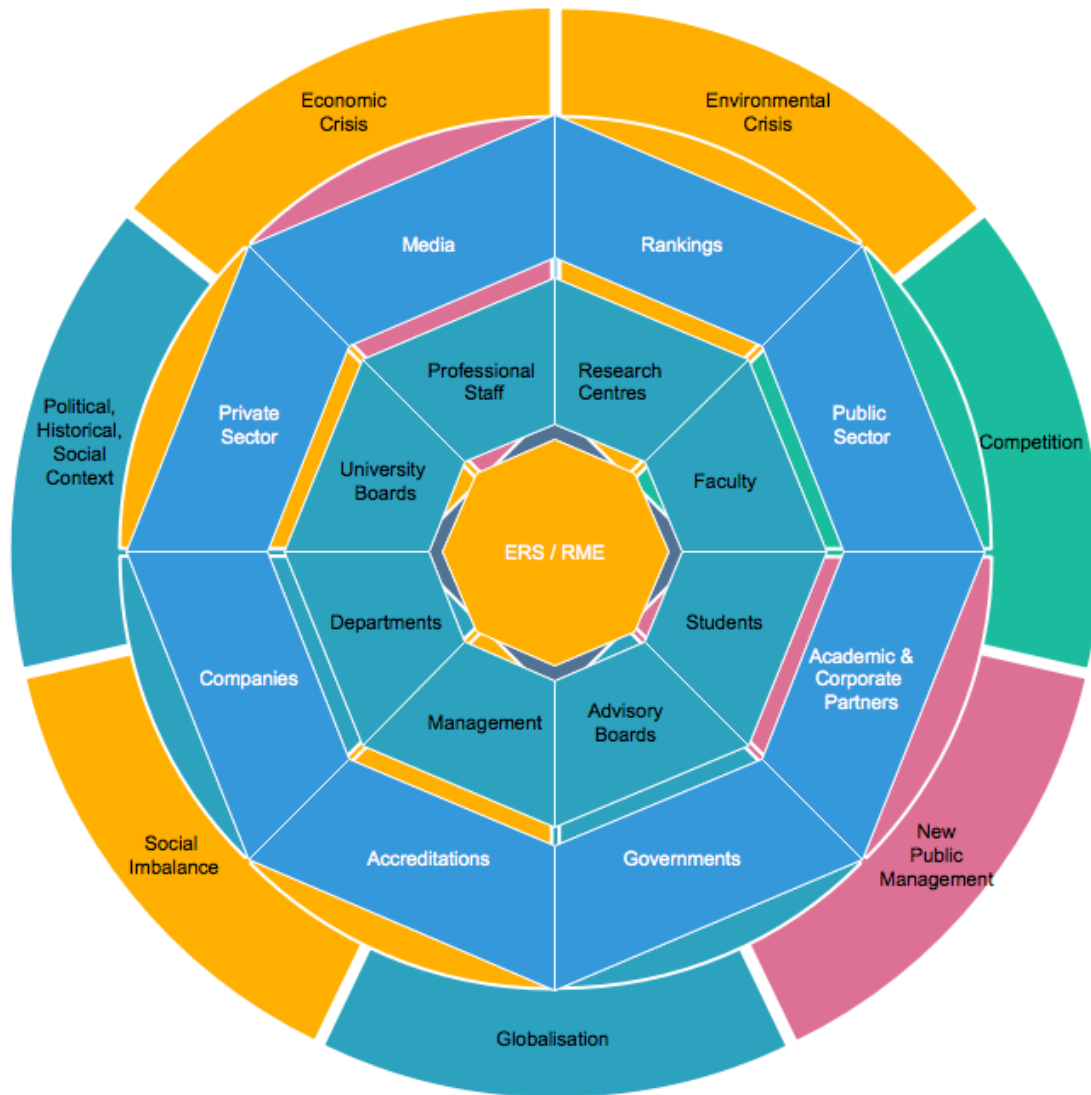 Economic
Crisis
Environmental
Crisis
Media
Rankings
Political,
Historical,
Social
Context
Private
Sector
Professional
Staff
Research
Centres
Public
Sector
Competition
University
Boards
Faculty
ERS / RME
Departments
Students
Companies
Academic &
Corporate
Partners
Management
Advisory
Boards
Social
Imbalance
Accreditations
Governments
New
Public
Management
Globalisation